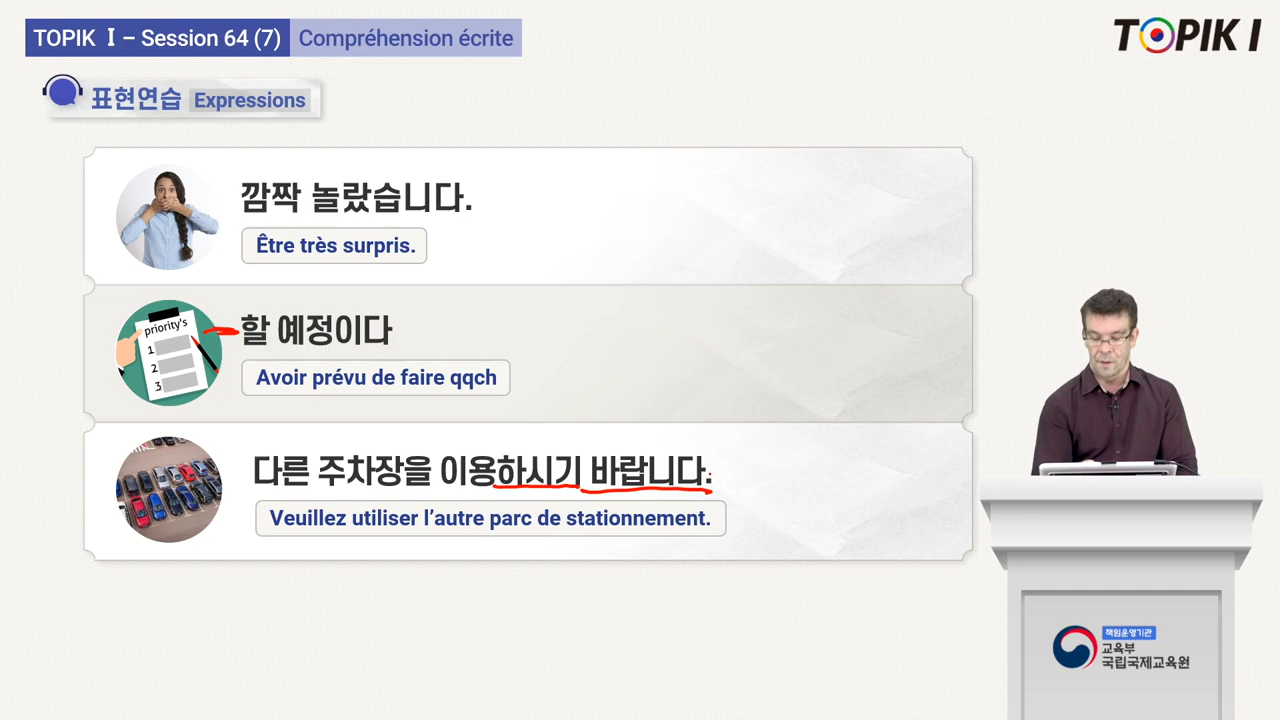 TOPIK Ⅰ – Session 64 (7) Compréhension écrite
TOPIK I
표현연습 Expressions
깜짝 놀랐습니다.
Être très surpris.
priority's
1
2
3
할 예정이다
Avoir prévu de faire qqch
다른 주차장을 이용하시기 바랍니다.
Veuillez utiliser l’autre parc de stationnement.
책임운영기관
교육부
국립국제교육원